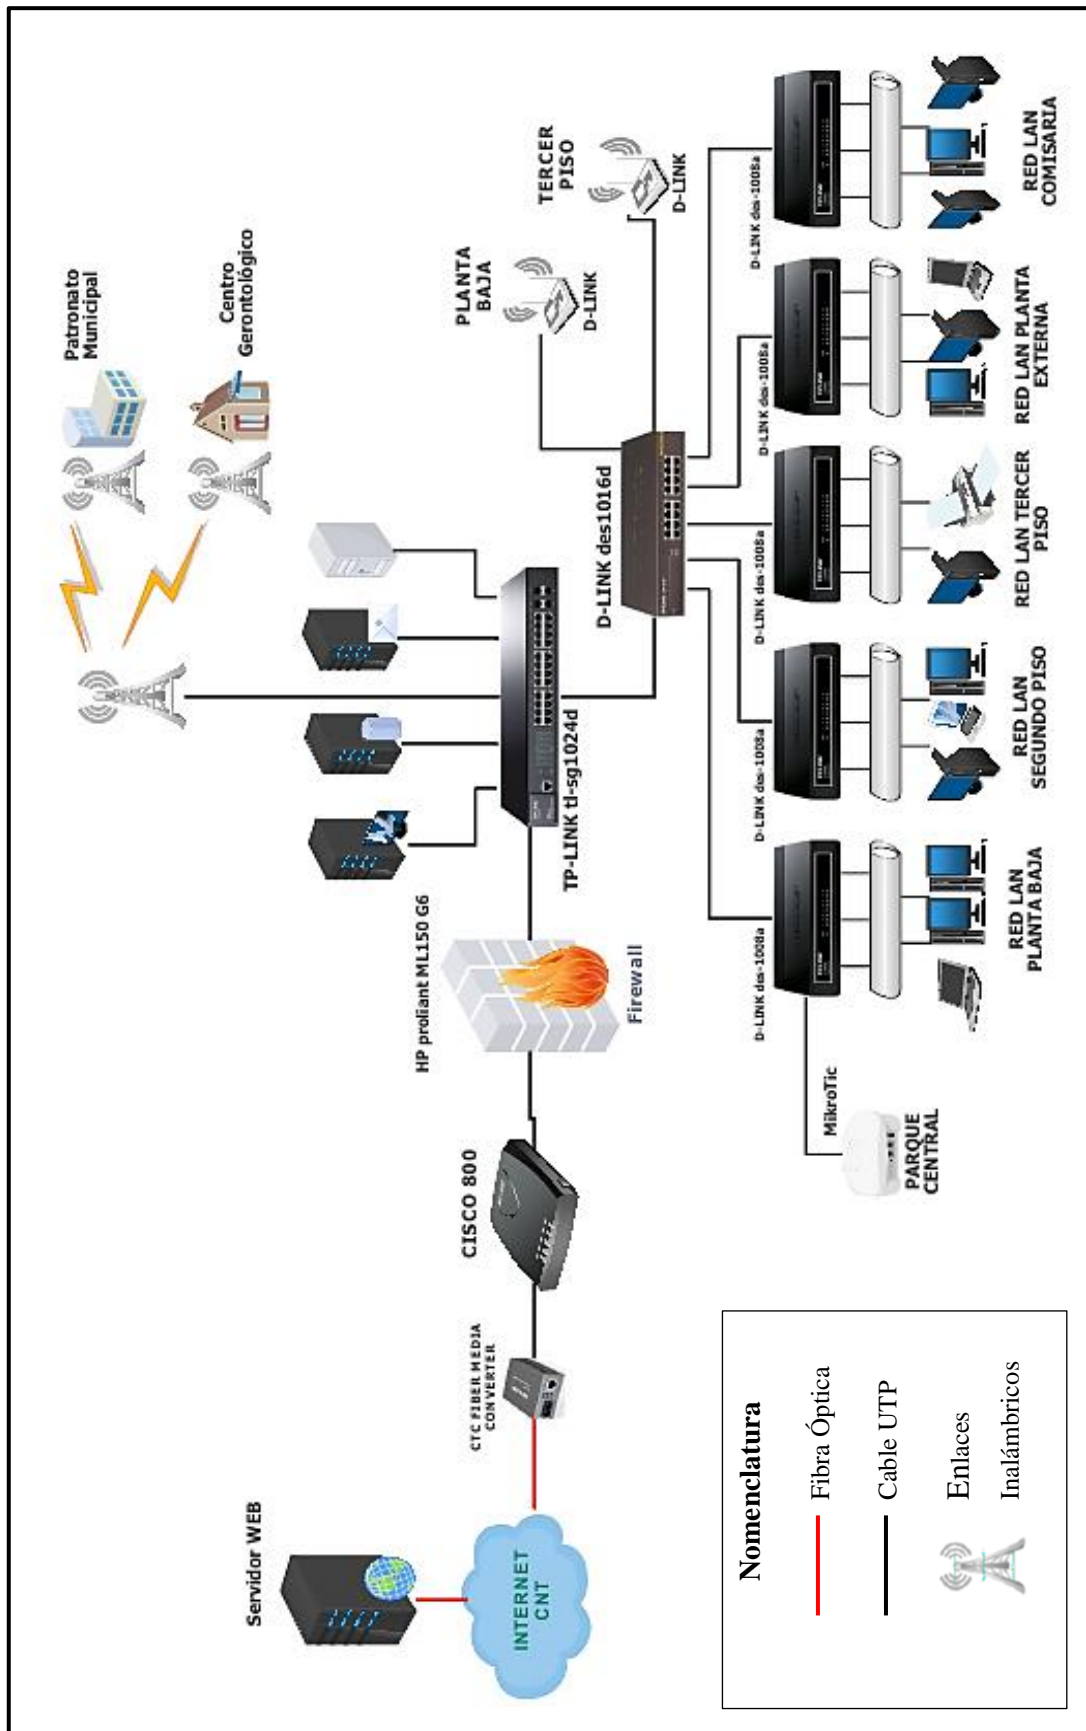 Patronato
Municipal
Centro
Gerontológico
Servidor WEB
INTERNET
CNT
CTC FIBER MEDIA
CONVERTER
CISCO 800
HP proliant ML150 G6
Firewall
TP-LINK tl-sg1024d
PLANTA
BAJA
D-LINK
TERCER
PISO
D-LINK
D-LINK des1016d
MikroTic
PARQUE
CENTRAL
D-LINK des-1008a
D-LINK des-1008a
D-LINK des-1008a
D-LINK des-1008a
D-LINK des-1008a
RED LAN
PLANTA BAJA
RED LAN
SEGUNDO PISO
RED LAN TERCER
PISO
RED LAN PLANTA
EXTERNA
RED LAN
COMISARIA
Nomenclatura
Fibra Óptica
Cable UTP
Enlaces
Inalámbricos